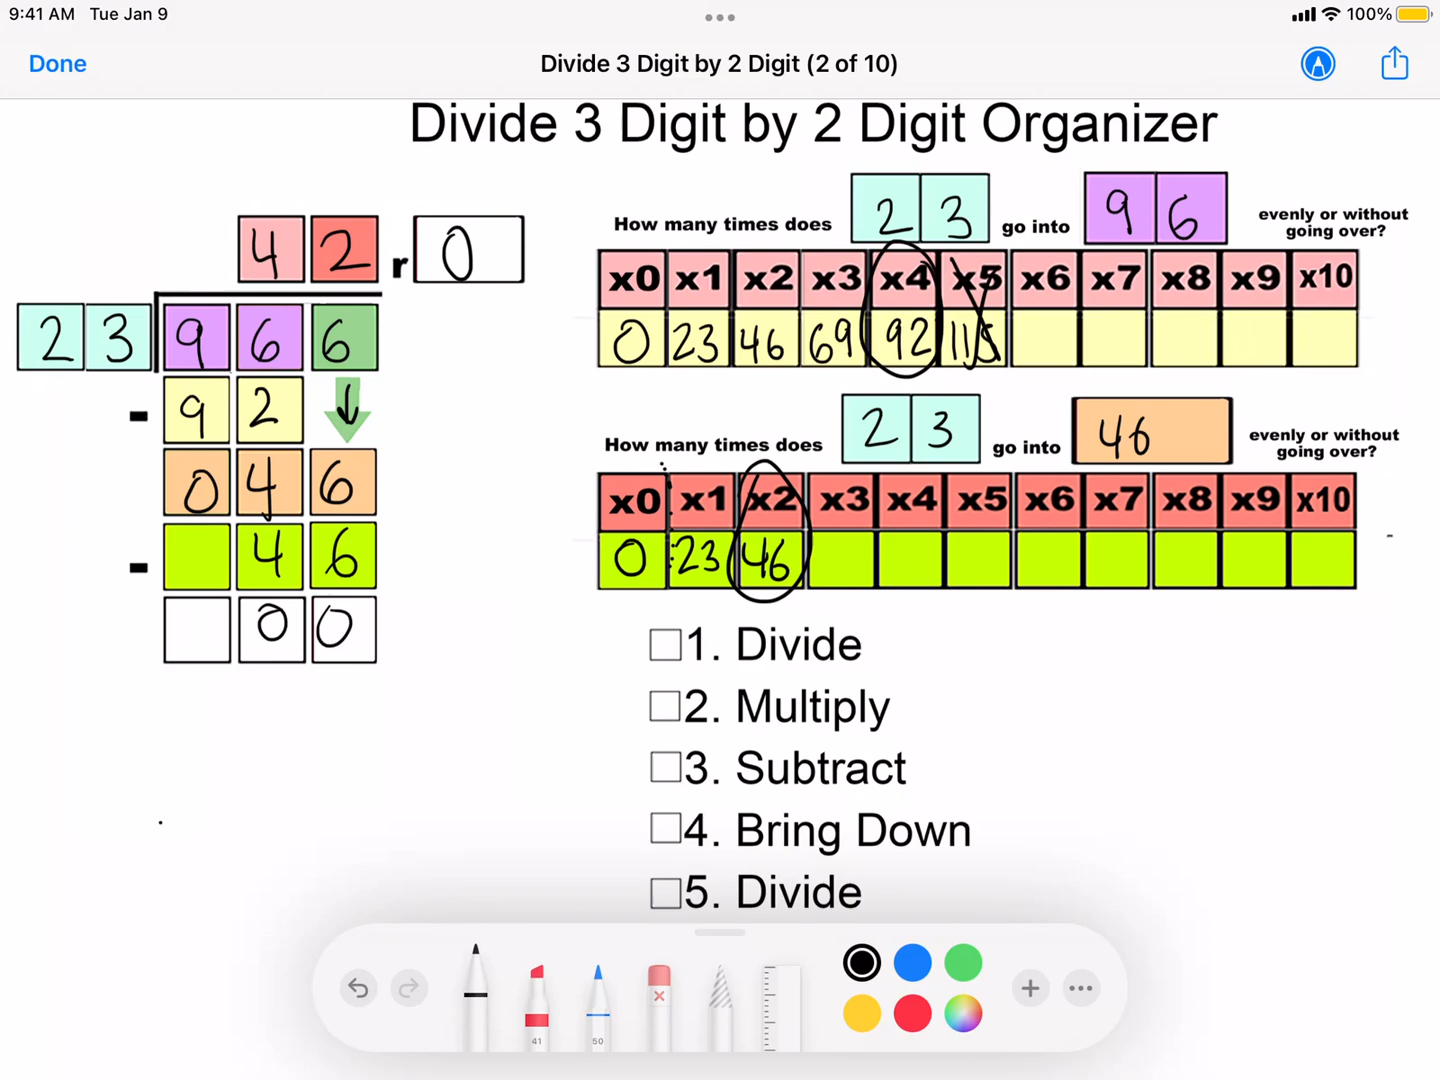 9:41 AM Tue Jan 9 100%
Done Divide 3 Digit by 2 Digit (2 of 10)
Divide 3 Digit by 2 Digit Organizer
4 2 r 0
2 3 9 6 6
- 9 2
0 4 6
- 4 6
0 0
How many times does 2 3 go into 9 6 evenly or without
going over?
x0 x1 x2 x3 x4 x5 x6 x7 x8 x9 x10
0 23 46 69 92 115
How many times does 2 3 go into 46 evenly or without
going over?
x0 x1 x2 x3 x4 x5 x6 x7 x8 x9 x10
0 23 46
1. Divide
2. Multiply
3. Subtract
4. Bring Down
5. Divide
41 50